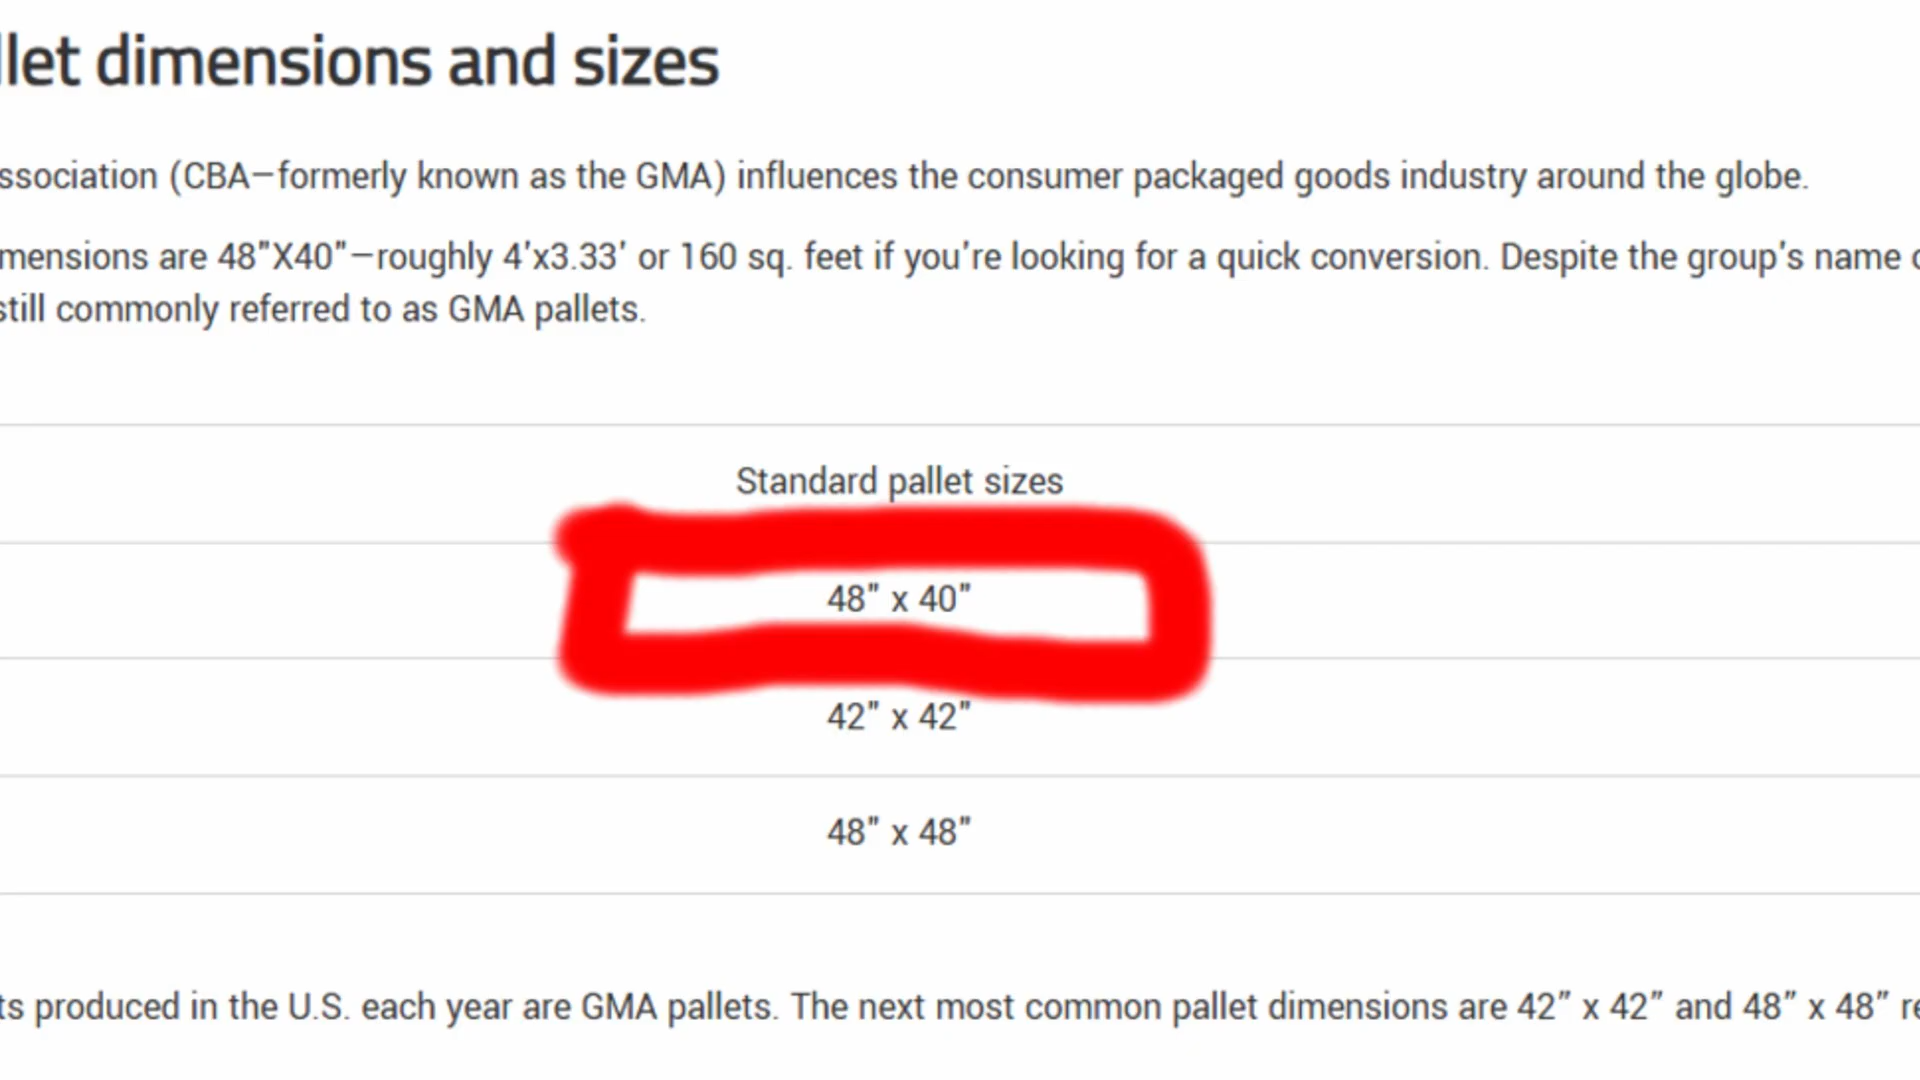 llet dimensions and sizes
ssociation (CBA—formerly known as the GMA) influences the consumer packaged goods industry around the globe.
mensions are 48"X40"—roughly 4'x3.33' or 160 sq. feet if you're looking for a quick conversion. Despite the group's name
still commonly referred to as GMA pallets.
Standard pallet sizes
48" x 40"
42" x 42"
48" x 48"
ts produced in the U.S. each year are GMA pallets. The next most common pallet dimensions are 42" x 42" and 48" x 48" re